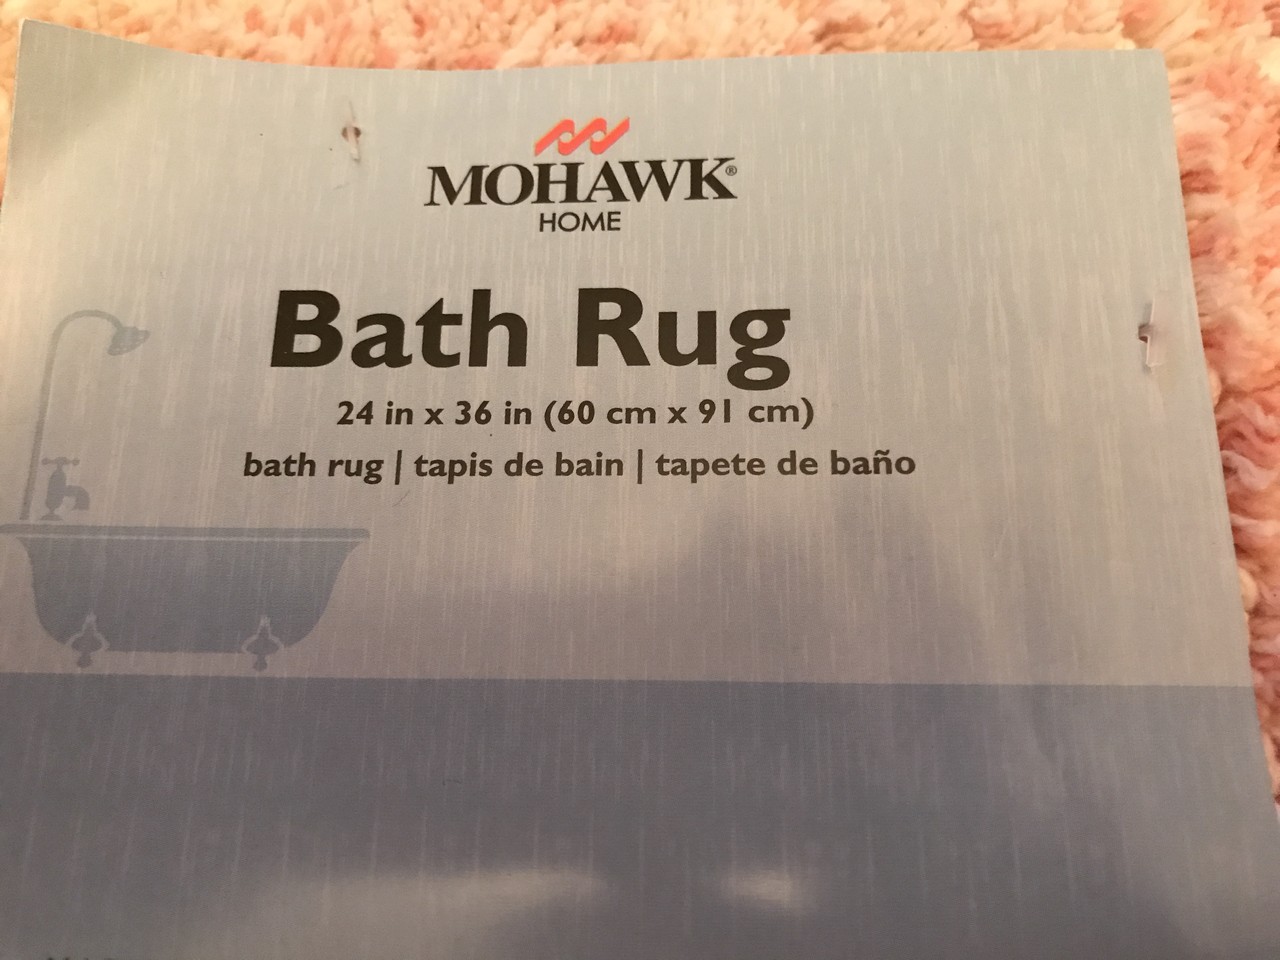 MOHAWK®
HOME
Bath Rug
24 in x 36 in (60 cm x 91 cm)
bath rug | tapis de bain | tapete de baño